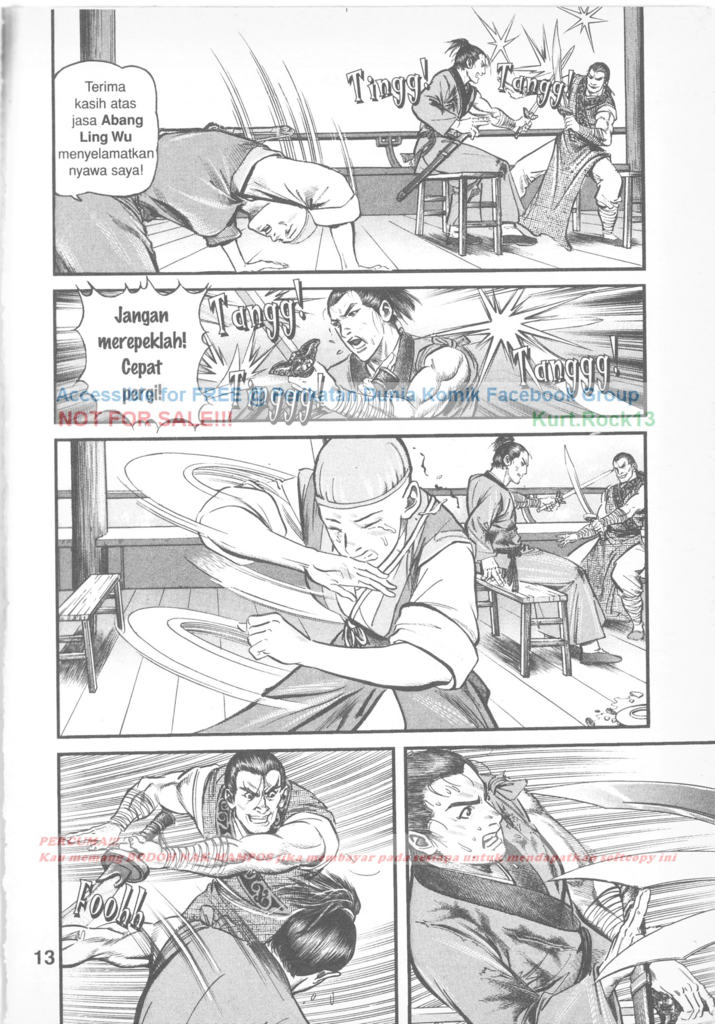 Terima
kasih atas
jasa Abang
Ling Wu
menyelamatkan
nyawa saya!
Tingg!
Tangg!
Jangan
merepeklah!
Cepat
pergi!
Tangg!
Tanggg!
Accessible for FREE @ Perkatan Dunia Komik Facebook Group
NOT FOR SALE!!!
Kurt.Rock13
PERCUMA!!!
Foohh
13